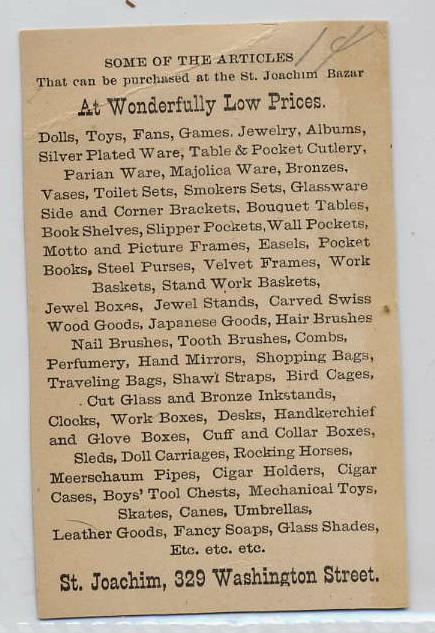 14
SOME OF THE ARTICLES
That can be purchased at the St. Joachim Bazar
At Wonderfully Low Prices.
Dolls, Toys, Fans, Games. Jewelry, Albums,
Silver Plated Ware, Table & Pocket Cutlery,
Parian Ware, Majolica Ware, Bronzes,
Vases, Toilet Sets, Smokers Sets, Glassware
Side and Corner Brackets. Bouquet Tables,
Book Shelves, Slipper Pockets, Wall Pockets,
Motto and Picture Frames, Easels, Pocket
Books, Steel Purses, Velvet Frames, Work
Baskets, Stand Work Baskets,
Jewel Boxes, Jewel Stands, Carved Swiss
Wood Goods, Japanese Goods, Hair Brushes
Nail Brushes, Tooth Brushes, Combs,
Perfumery, Hand Mirrors, Shopping Bags,
Traveling Bags, Shawl Straps, Bird Cages,
Cut Glass and Bronze Inkstands,
Clocks, Work Boxes, Desks, Handkerchief
and Glove Boxes, Cuff and Collar Boxes,
Sleds, Doll Carriages, Rocking Horses,
Meerschaum Pipes, Cigar Holders, Cigar
Cases, Boys' Tool Chests, Mechanical Toys,
Skates, Canes, Umbrellas,
Leather Goods, Fancy Soaps, Glass Shades,
Etc. etc. etc.
St. Joachim, 329 Washington Street.